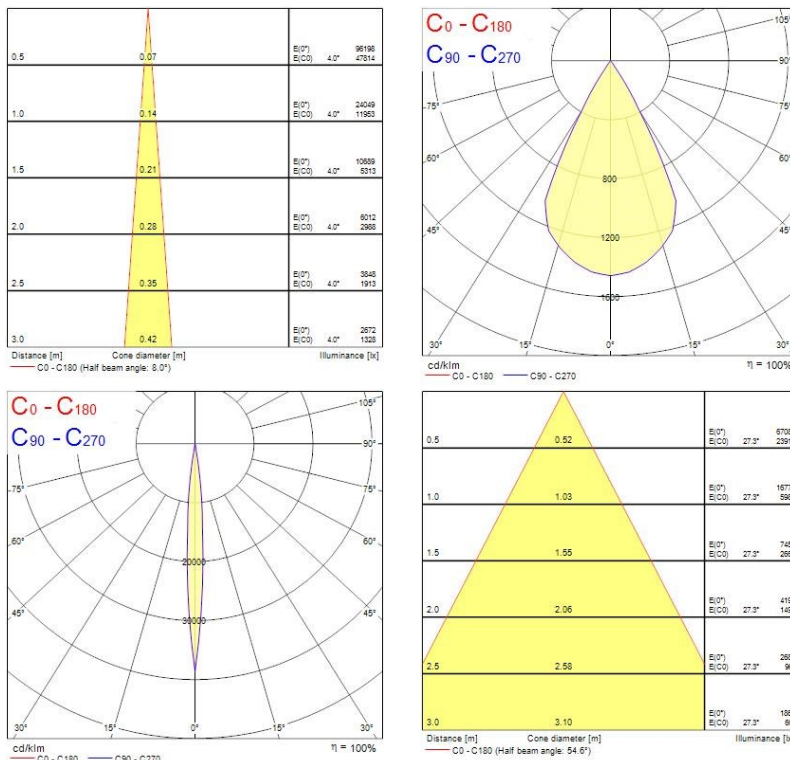 0.5 0.07 E(0°) 96198
E(C0) 4.0° 47814
1.0 0.14 E(0°) 24049
E(C0) 4.0° 11953
1.5 0.21 E(0°) 10689
E(C0) 4.0° 5313
2.0 0.28 E(0°) 6012
E(C0) 4.0° 2988
2.5 0.35 E(0°) 3848
E(C0) 4.0° 1913
3.0 0.42 E(0°) 2672
E(C0) 4.0° 1328
Distance [m] Cone diameter [m] Illuminance [lx]
C0 - C180 (Half beam angle: 8.0°)
C0 - C180
C90 - C270
105°
90°
75° 75°
60° 60°
45° 45°
800
1200
1600
30° 15° 0° 15° 30°
cd/klm η = 100%
C0 - C180 C90 - C270
C0 - C180
C90 - C270
105°
90°
75° 75°
60° 60°
45° 45°
20000
30000
30° 15° 0° 15° 30°
cd/klm η = 100%
C0 - C180 C90 - C270
0.5 0.52 E(0°) 6708
E(C0) 27.3° 2391
1.0 1.03 E(0°) 1677
E(C0) 27.3°
1.5 1.55 E(0°)
E(C0) 27.3°
2.0 2.06 E(0°)
E(C0) 27.3°
2.5 2.58 E(0°)
E(C0) 27.3°
3.0 3.10 E(0°)
E(C0) 27.3°
Distance [m] Cone diameter [m] Illuminance [lx
C0 - C180 (Half beam angle: 54.6°)